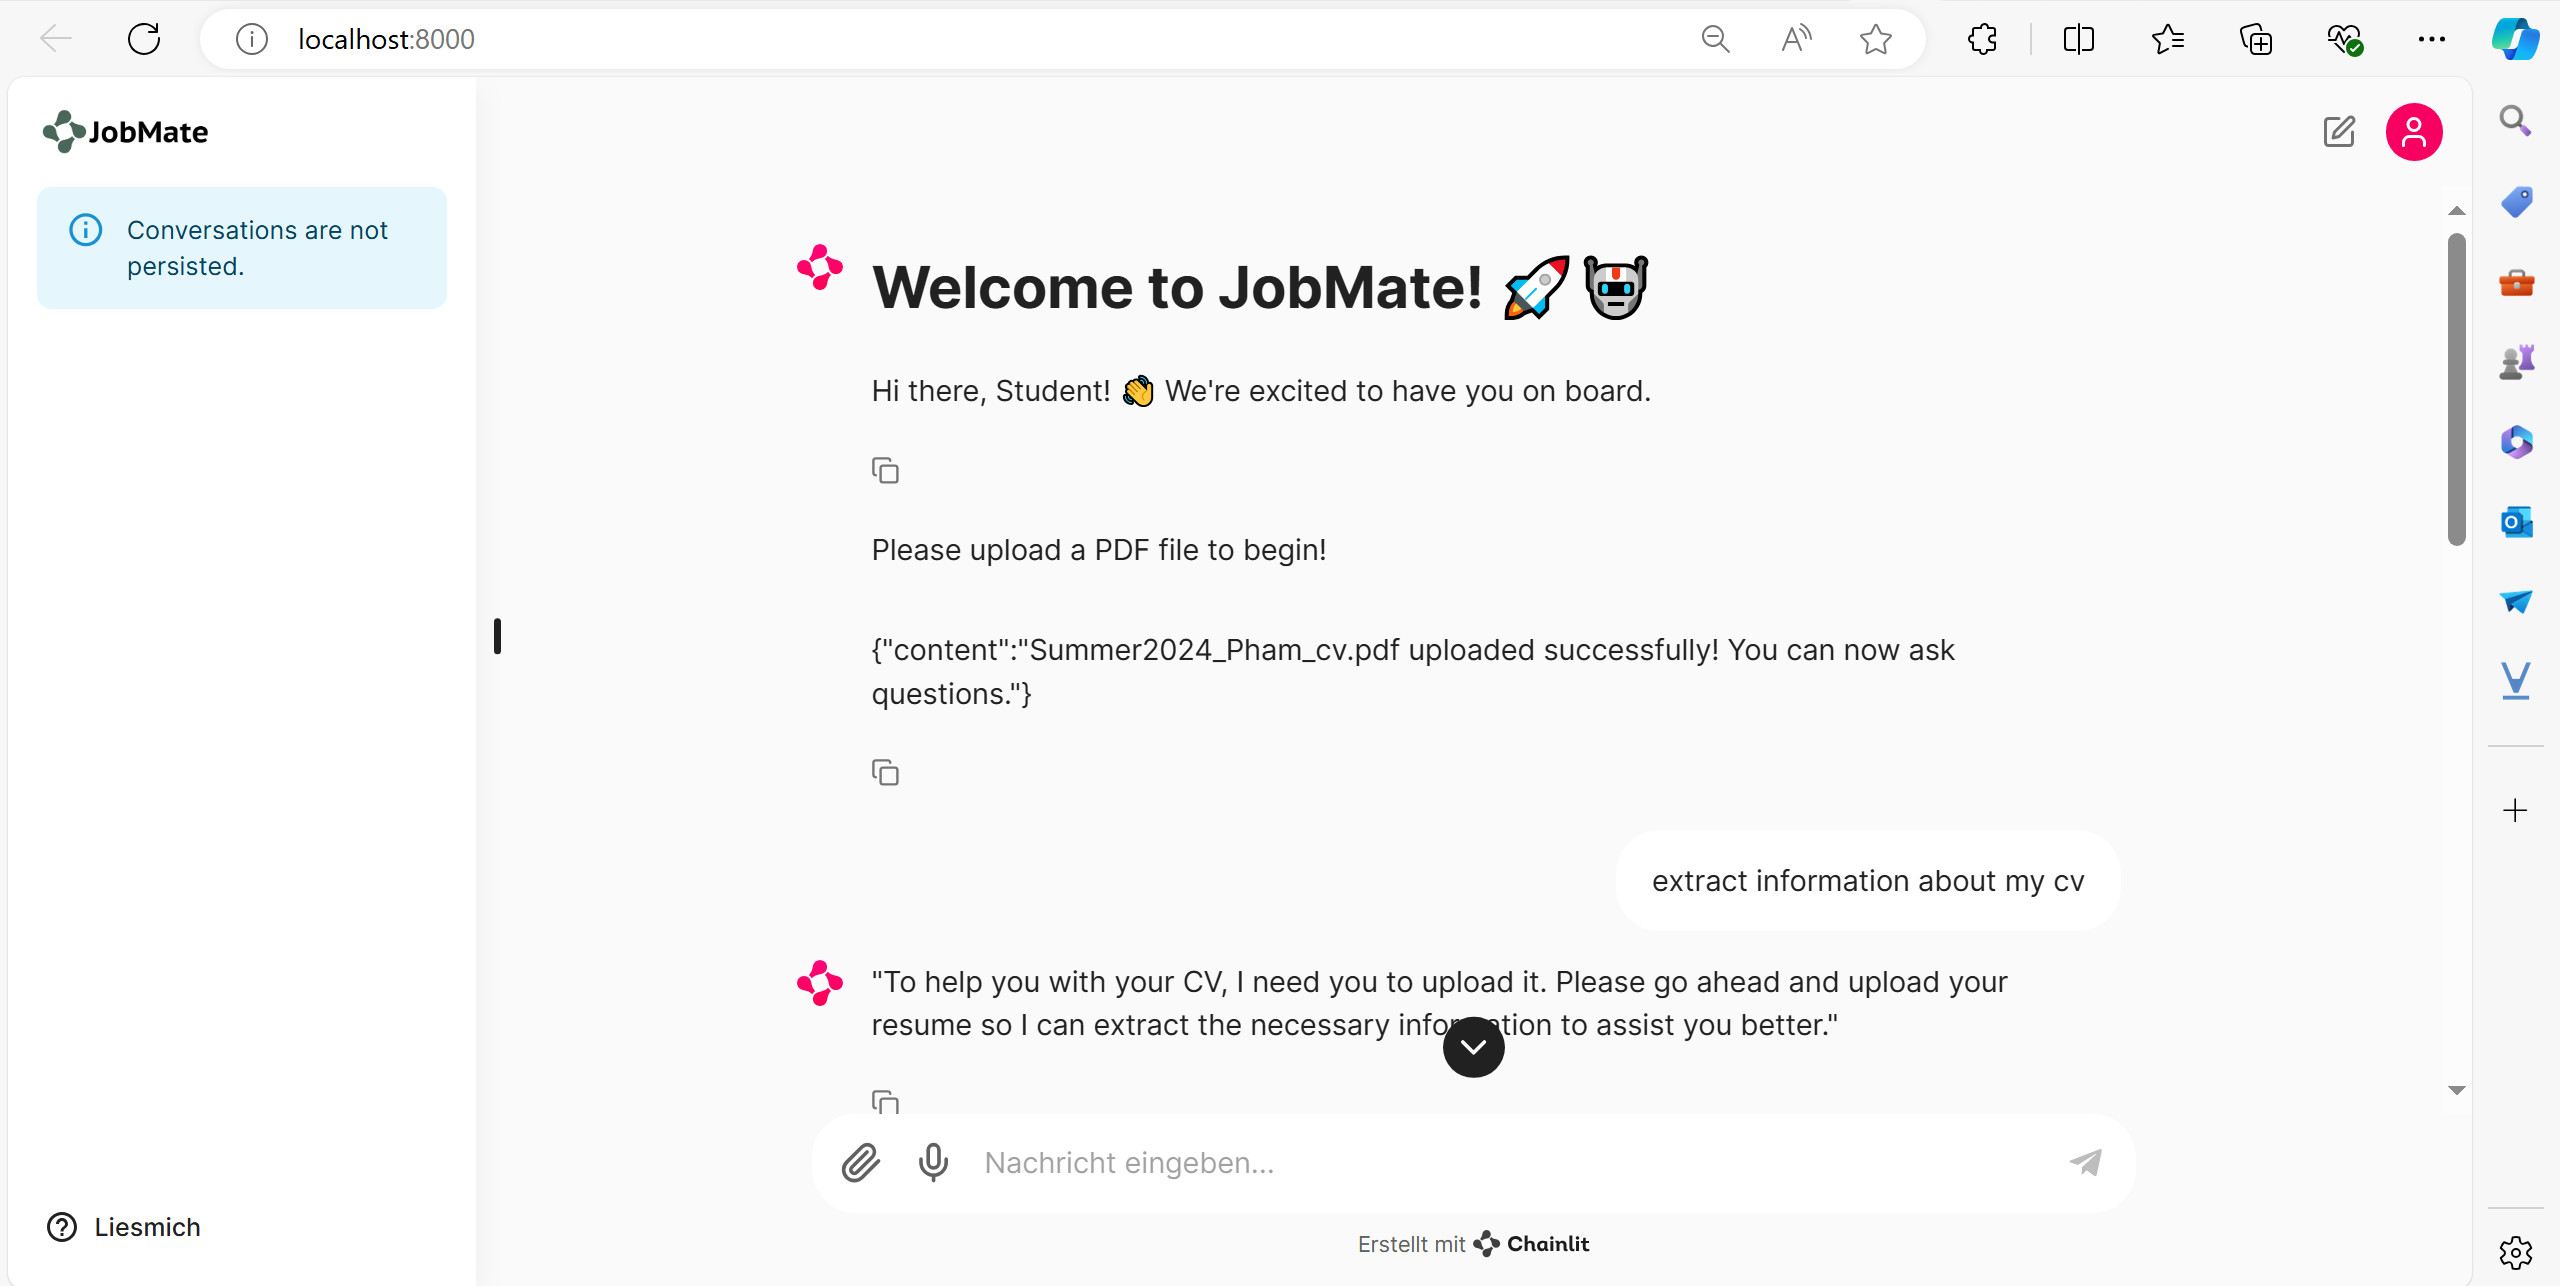 localhost:8000
JobMate
Conversations are not
persisted.
Welcome to JobMate! 🚀 🤖
Hi there, Student! 👋 We're excited to have you on board.
Please upload a PDF file to begin!
{"content":"Summer2024_Pham_cv.pdf uploaded successfully! You can now ask
questions."}
extract information about my cv
"To help you with your CV, I need you to upload it. Please go ahead and upload your
resume so I can extract the necessary information to assist you better."
Nachricht eingeben...
Liesmich
Erstellt mit Chainlit